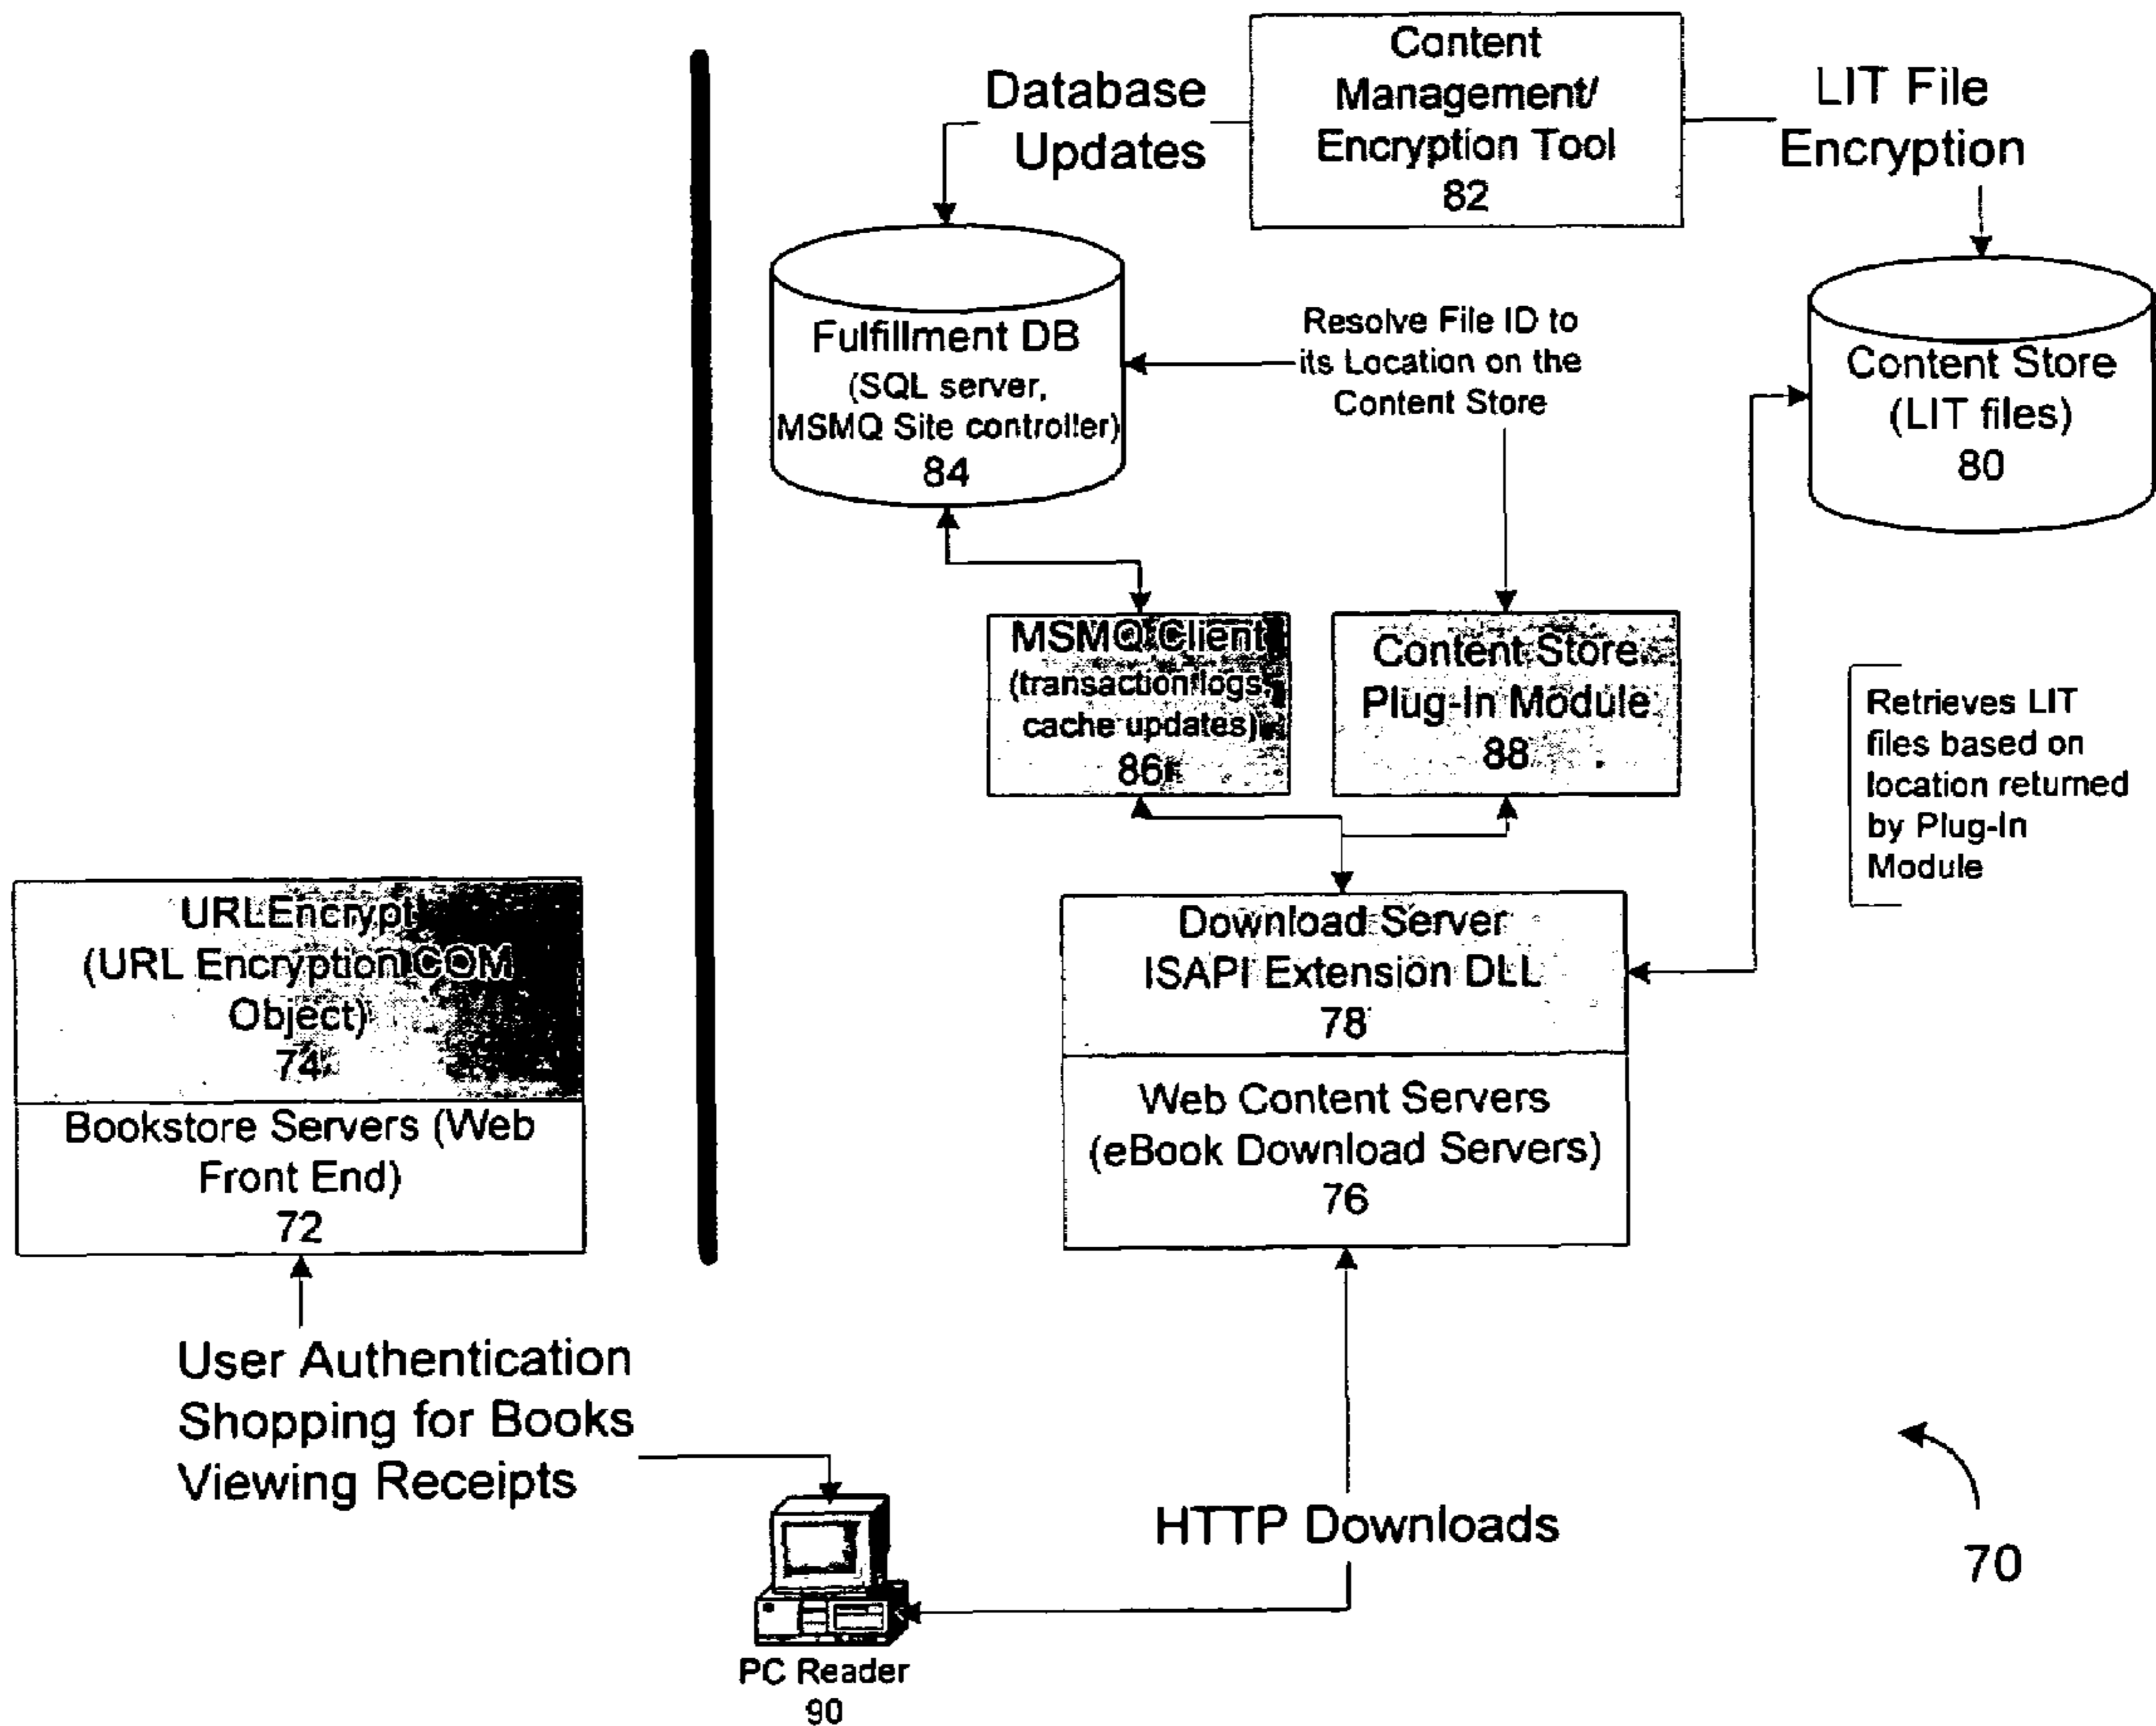 Content
Management/
Encryption Tool
82
Database
Updates
LIT File
Encryption
Fulfillment DB
(SQL server,
MSMQ Site controller)
84
Resolve File ID to
its Location on the
Content Store
Content Store
(LIT files)
80
MSMQ Client
(transaction logs,
cache updates)
86
Content Store
Plug-In Module
88
Retrieves LIT
files based on
location returned
by Plug-In
Module
URLEncrypt
(URL Encryption COM
Object)
74
Bookstore Servers (Web
Front End)
72
Download Server
ISAPI Extension DLL
78
Web Content Servers
(eBook Download Servers)
76
User Authentication
Shopping for Books
Viewing Receipts
HTTP Downloads
70
PC Reader
90